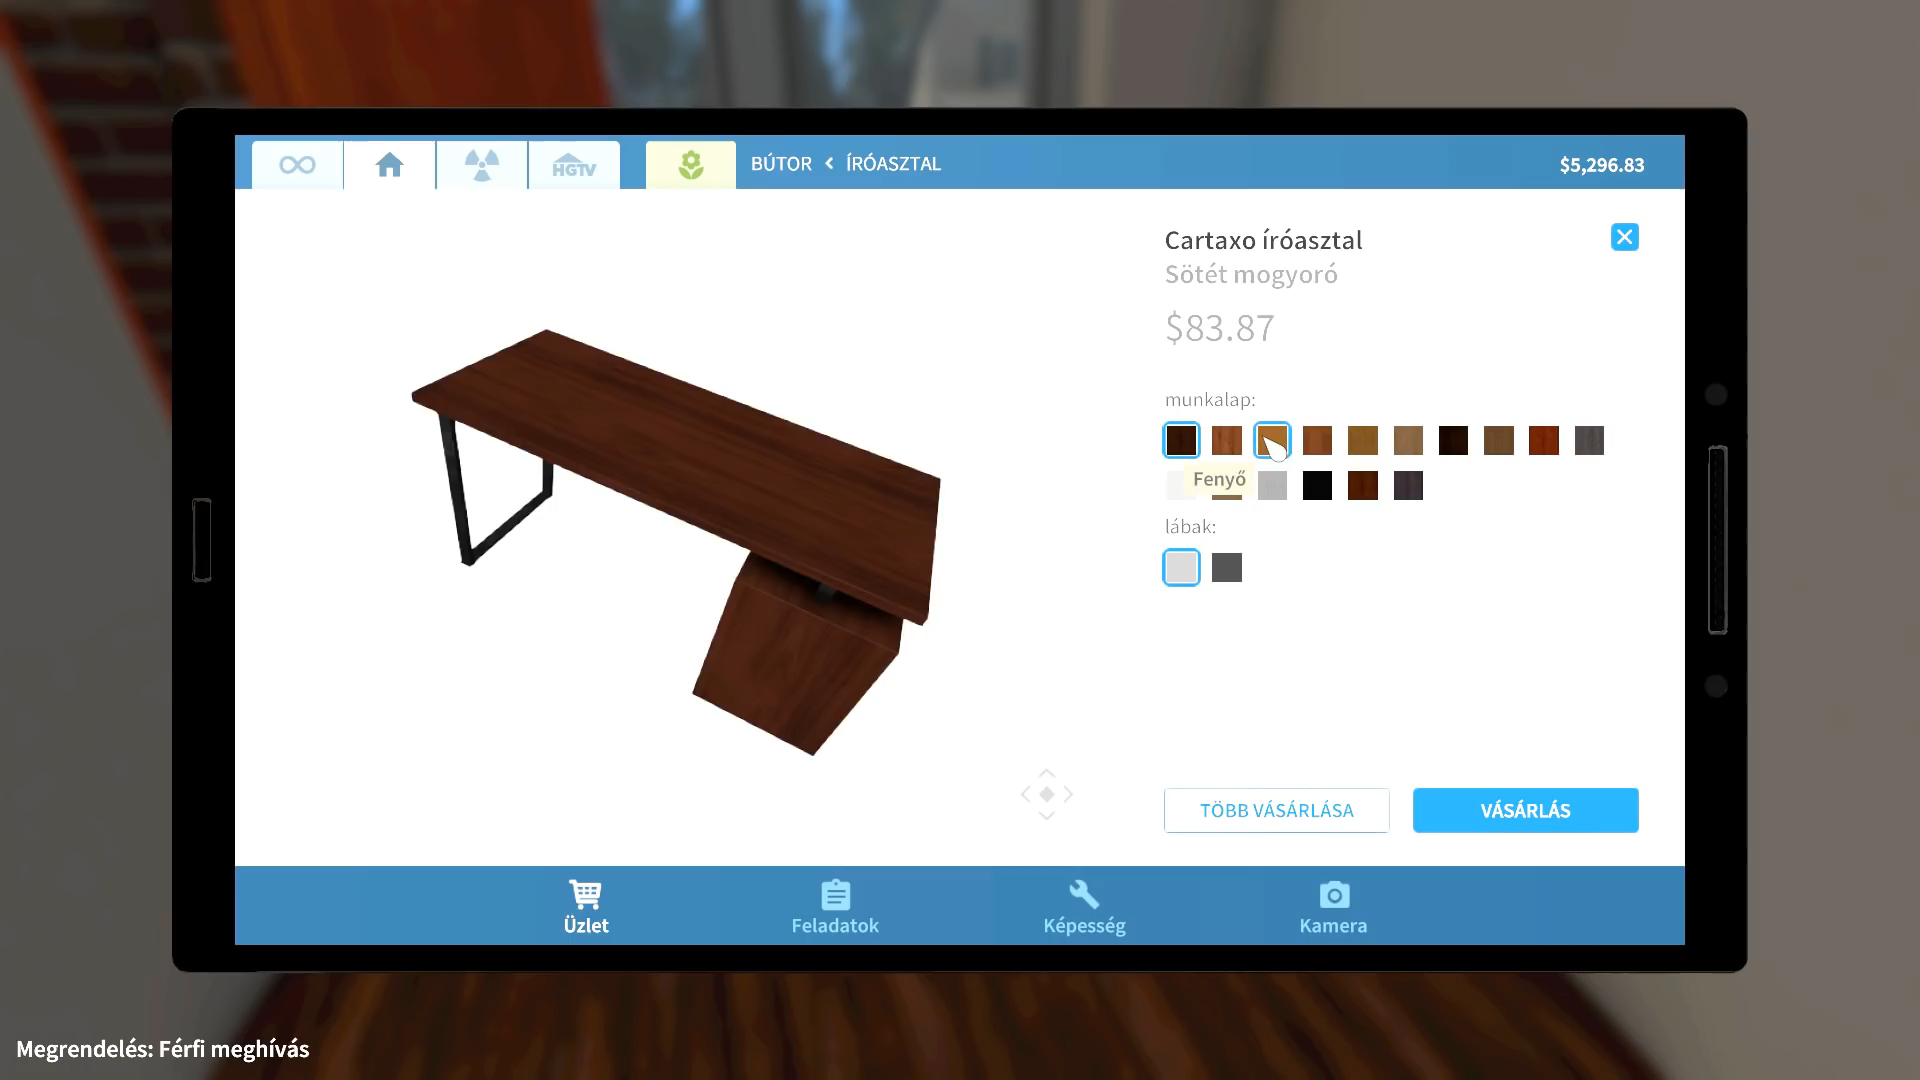 HGTV
BÚTOR < ÍRÓASZTAL
$5,296.83
Cartaxo íróasztal
Sötét mogyoró
$83.87
munkalap:
Fenyő
lábak:
TÖBB VÁSÁRLÁSA
VÁSÁRLÁS
Üzlet
Feladatok
Képesség
Kamera
Megrendelés: Férfi meghívás